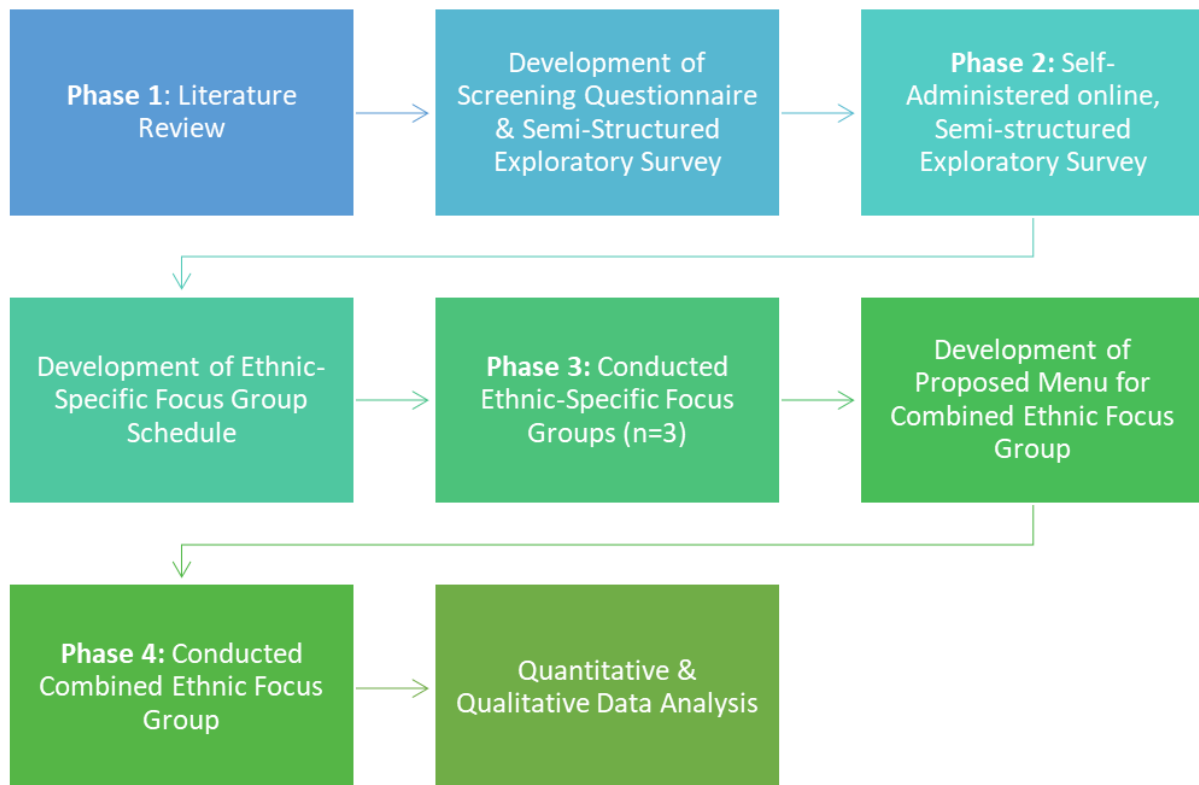 Phase 1: Literature
Review
Development of
Screening Questionnaire
& Semi-Structured
Exploratory Survey
Phase 2: Self-
Administered online,
Semi-structured
Exploratory Survey
Development of Ethnic-
Specific Focus Group
Schedule
Phase 3: Conducted
Ethnic-Specific Focus
Groups (n=3)
Development of
Proposed Menu for
Combined Ethnic Focus
Group
Phase 4: Conducted
Combined Ethnic Focus
Group
Quantitative &
Qualitative Data Analysis